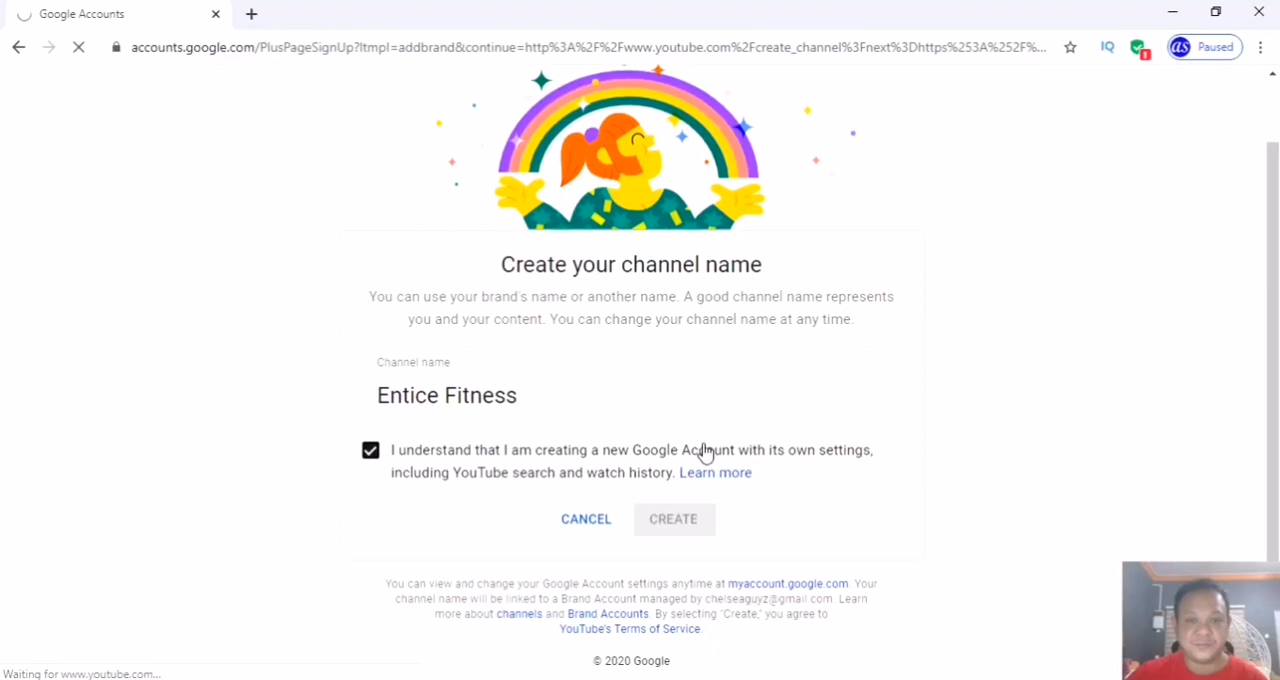 Google Accounts
accounts.google.com/PlusPageSignUp?ltmpl=addbrand&continue=http%3A%2F%2Fwww.youtube.com%2Fcreate_channel%3Fnext%3Dhttps%253A%252F%...
IQ
as
Paused
Create your channel name
You can use your brand's name or another name. A good channel name represents
you and your content. You can change your channel name at any time.
Channel name
Entice Fitness
I understand that I am creating a new Google Account with its own settings,
including YouTube search and watch history. Learn more
CANCEL
CREATE
You can view and change your Google Account settings anytime at myaccount.google.com. Your
channel name will be linked to a Brand Account managed by chelseaguyz@gmail.com. Learn
more about channels and Brand Accounts. By selecting "Create," you agree to
YouTube's Terms of Service.
© 2020 Google
Waiting for www.youtube.com...